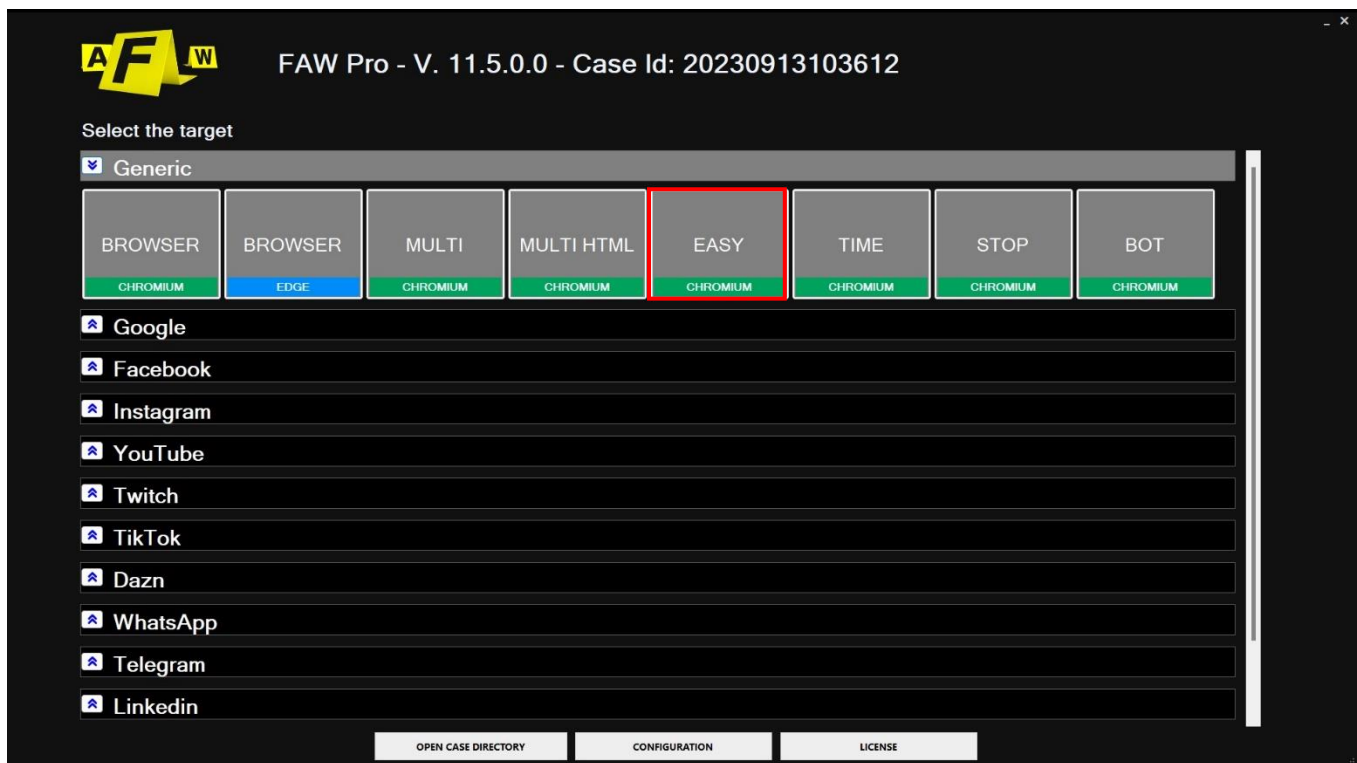 AFW
FAW Pro - V. 11.5.0.0 - Case Id: 20230913103612
Select the target
Generic
BROWSER
CHROMIUM
BROWSER
EDGE
MULTI
CHROMIUM
MULTI HTML
CHROMIUM
EASY
CHROMIUM
TIME
CHROMIUM
STOP
CHROMIUM
BOT
CHROMIUM
Google
Facebook
Instagram
YouTube
Twitch
TikTok
Dazn
WhatsApp
Telegram
Linkedin
OPEN CASE DIRECTORY
CONFIGURATION
LICENSE